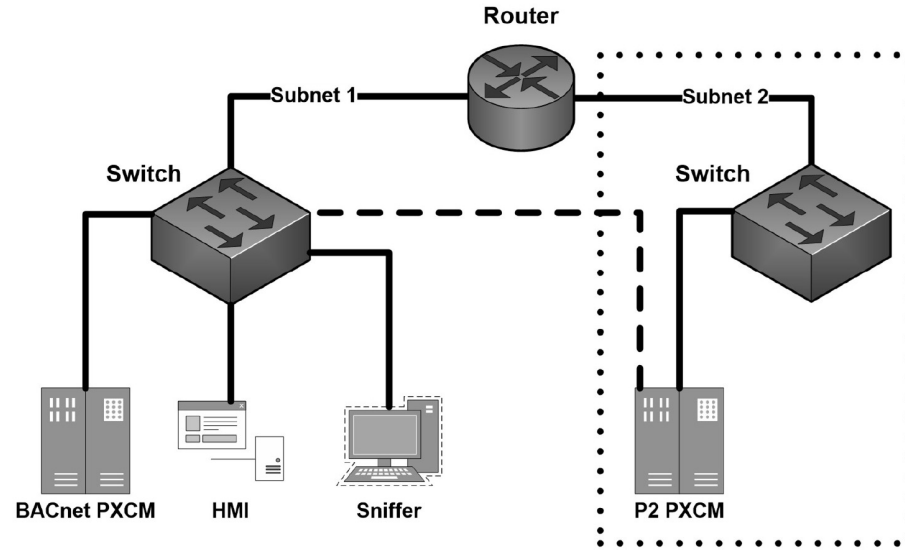 Router
Subnet 1
Subnet 2
Switch
Switch
BACnet PXCM
HMI
Sniffer
P2 PXCM